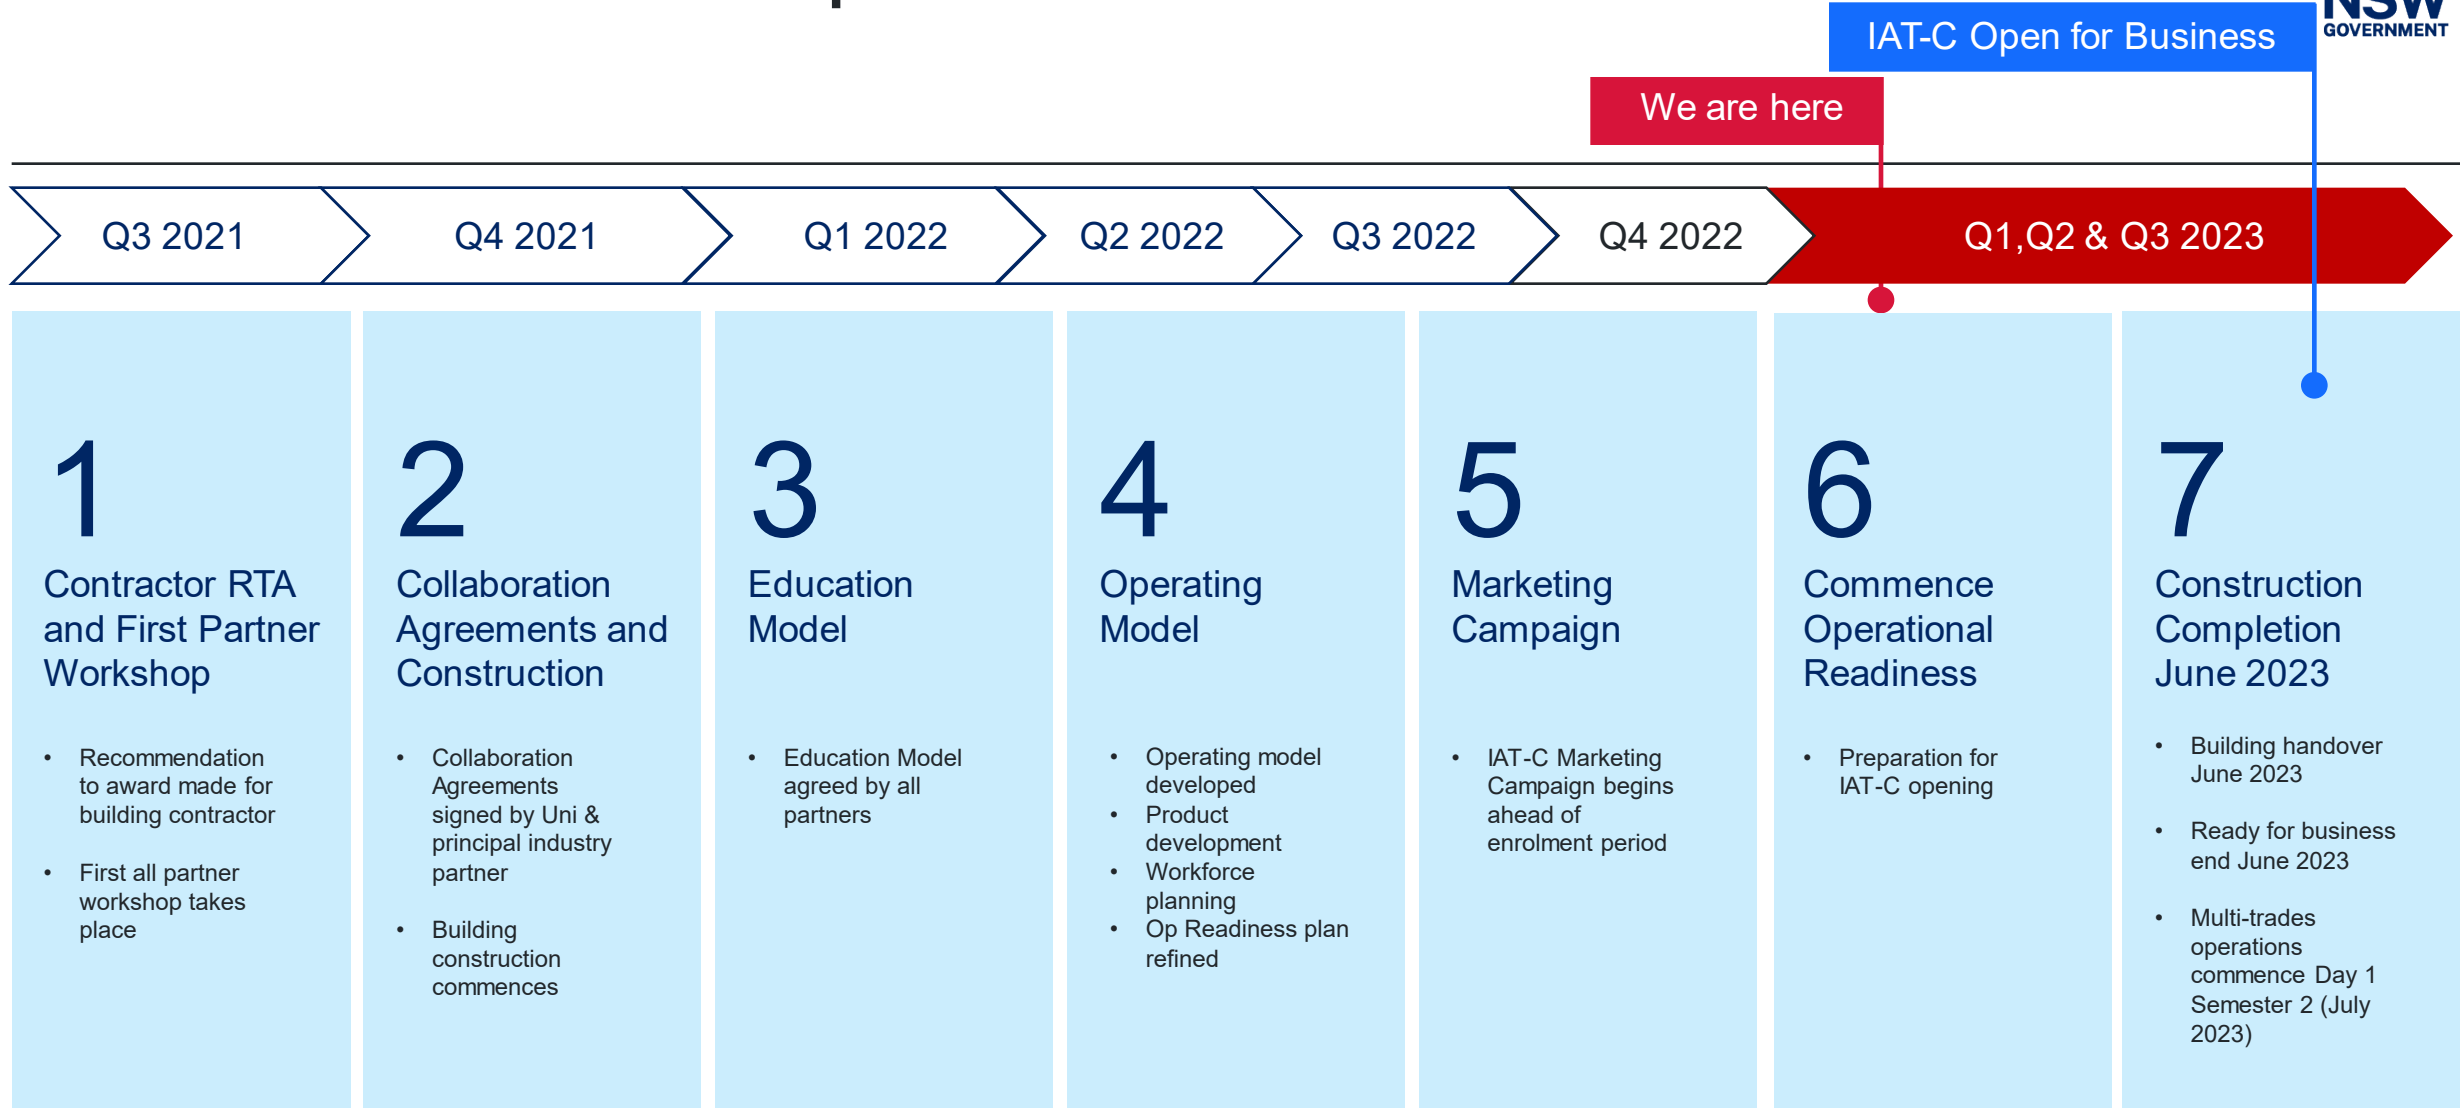 NSW
GOVERNMENT
IAT-C Open for Business
We are here
Q3 2021
Q4 2021
Q1 2022
Q2 2022
Q3 2022
Q4 2022
Q1,Q2 & Q3 2023
1
Contractor RTA
and First Partner
Workshop
• Recommendation
to award made for
building contractor
• First all partner
workshop takes
place
2
Collaboration
Agreements and
Construction
• Collaboration
Agreements
signed by Uni &
principal industry
partner
• Building
construction
commences
3
Education
Model
• Education Model
agreed by all
partners
4
Operating
Model
• Operating model
developed
• Product
development
• Workforce
planning
• Op Readiness plan
refined
5
Marketing
Campaign
• IAT-C Marketing
Campaign begins
ahead of
enrolment period
6
Commence
Operational
Readiness
• Preparation for
IAT-C opening
7
Construction
Completion
June 2023
• Building handover
June 2023
• Ready for business
end June 2023
• Multi-trades
operations
commence Day 1
Semester 2 (July
2023)